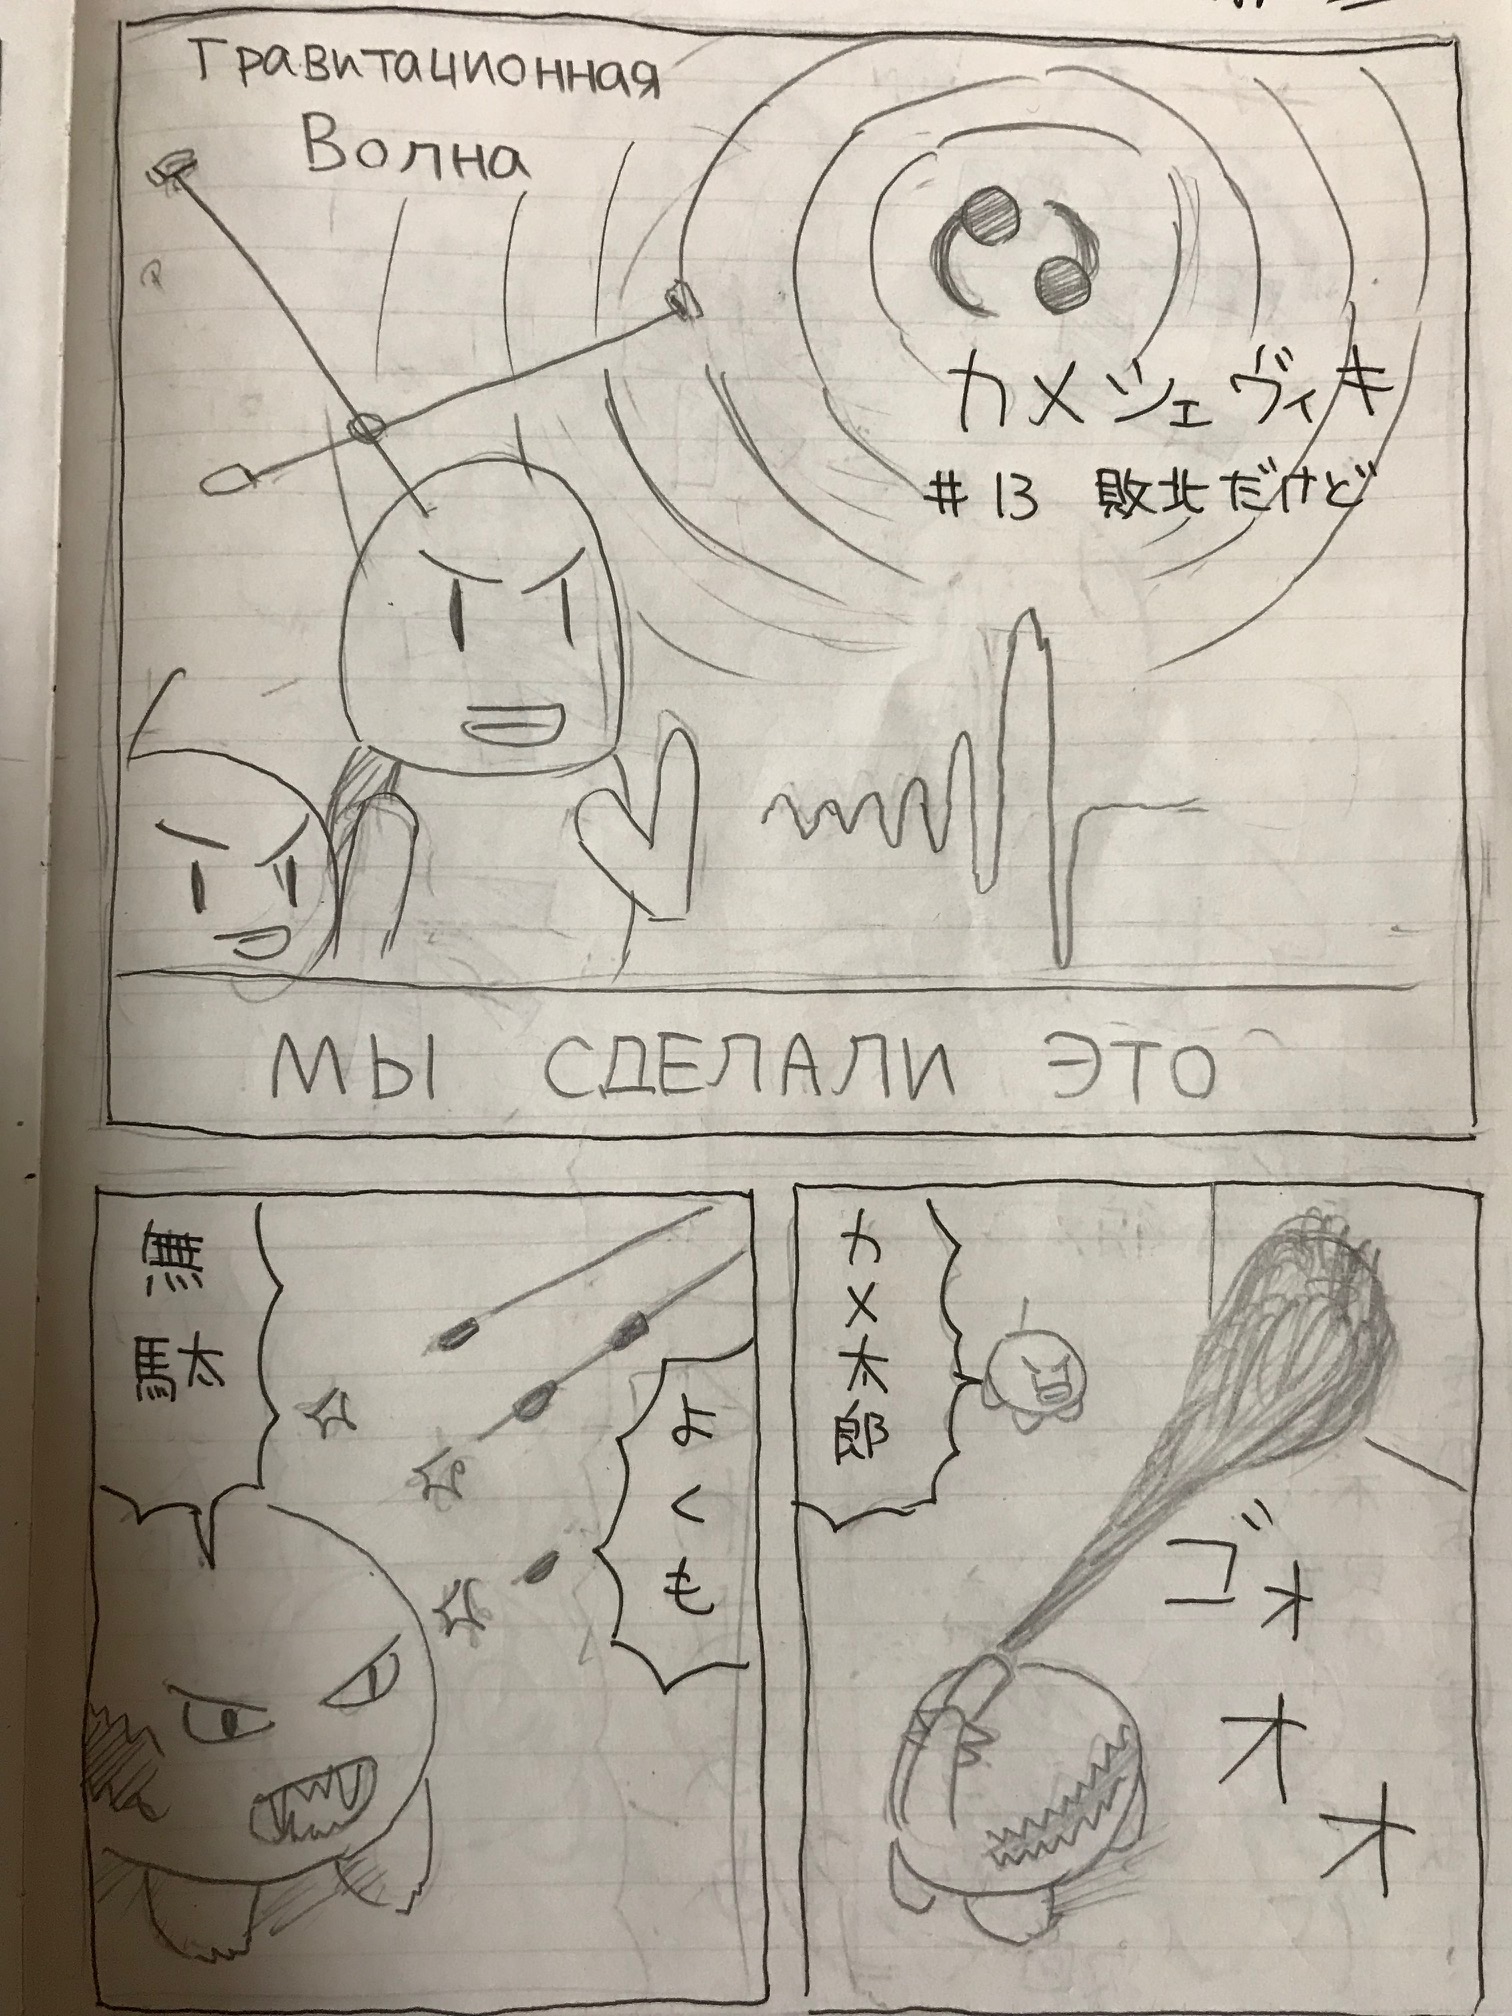 Гравитационная
Волна
カメシェヴィキ
#13 敗北だけど
МЫ СДЕЛАЛИ ЭТО
カメ太郎
ゴォオオ
よくも
無駄